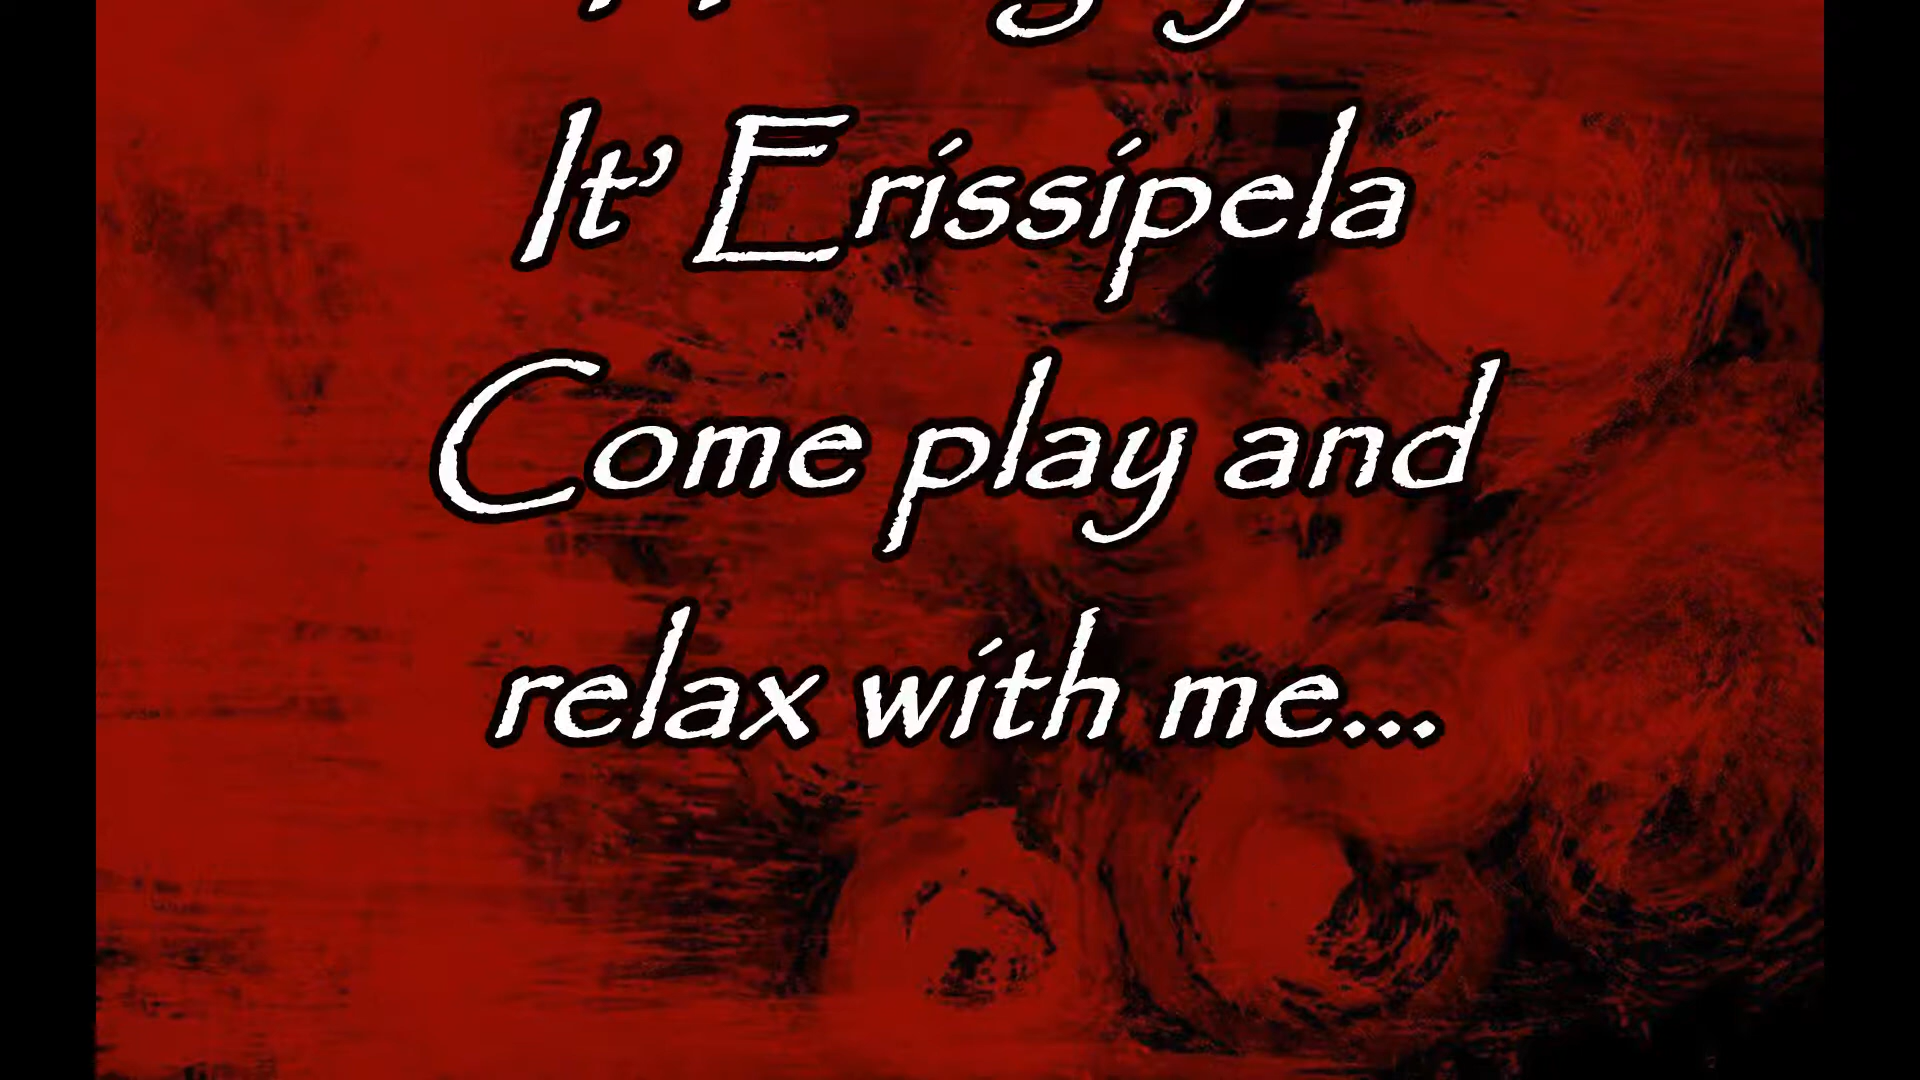 It' Erissipela
Come play and
relax with me...